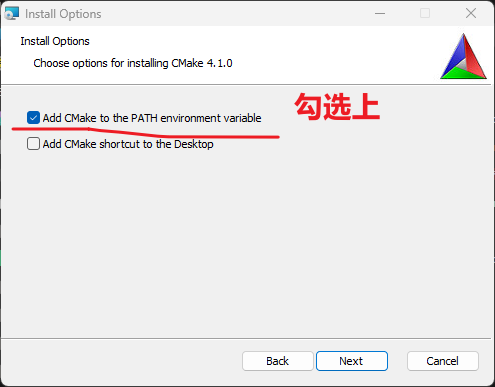 Install Options
Install Options
Choose options for installing CMake 4.1.0
Add CMake to the PATH environment variable
勾选上
Add CMake shortcut to the Desktop
Back
Next
Cancel